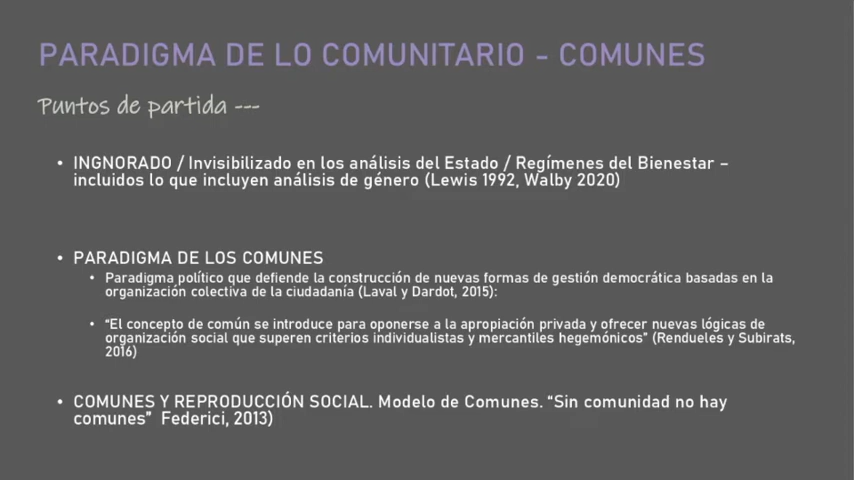 PARADIGMA DE LO COMUNITARIO - COMUNES
Puntos de partida ---
• INGNORADO / Invisibilizado en los análisis del Estado / Regímenes del Bienestar –
incluidos lo que incluyen análisis de género (Lewis 1992, Walby 2020)
• PARADIGMA DE LOS COMUNES
• Paradigma político que defiende la construcción de nuevas formas de gestión democrática basadas en la
organización colectiva de la ciudadanía (Laval y Dardot, 2015):
• “El concepto de común se introduce para oponerse a la apropiación privada y ofrecer nuevas lógicas de
organización social que superen criterios individualistas y mercantiles hegemónicos” (Rendueles y Subirats,
2016)
• COMUNES Y REPRODUCCIÓN SOCIAL. Modelo de Comunes. “Sin comunidad no hay
comunes” Federici, 2013)